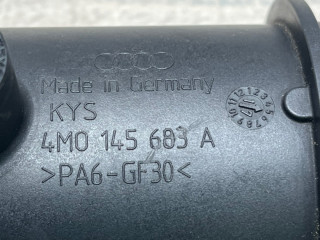 Made in Germany
KYS
4M0 145 683 A
>PA6-GF30<